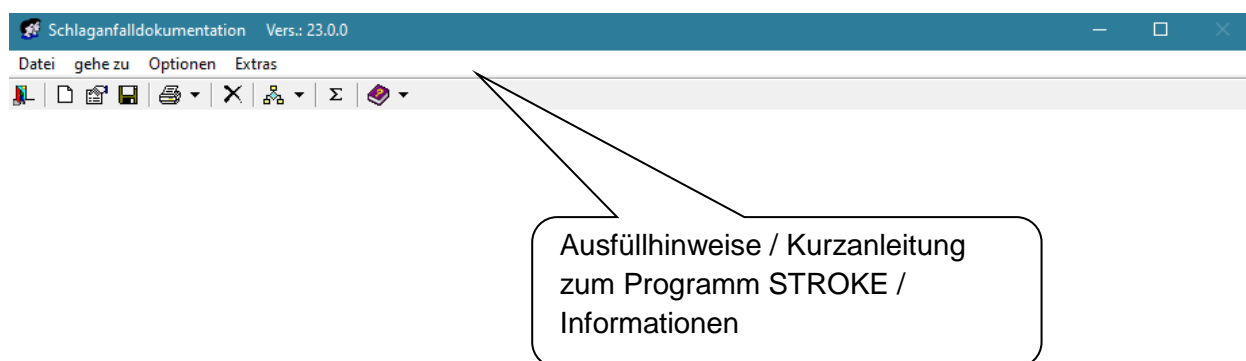 Schlaganfalldokumentation Vers.: 23.0.0
Datei gehe zu Optionen Extras
Σ
Ausfüllhinweise / Kurzanleitung
zum Programm STROKE /
Informationen